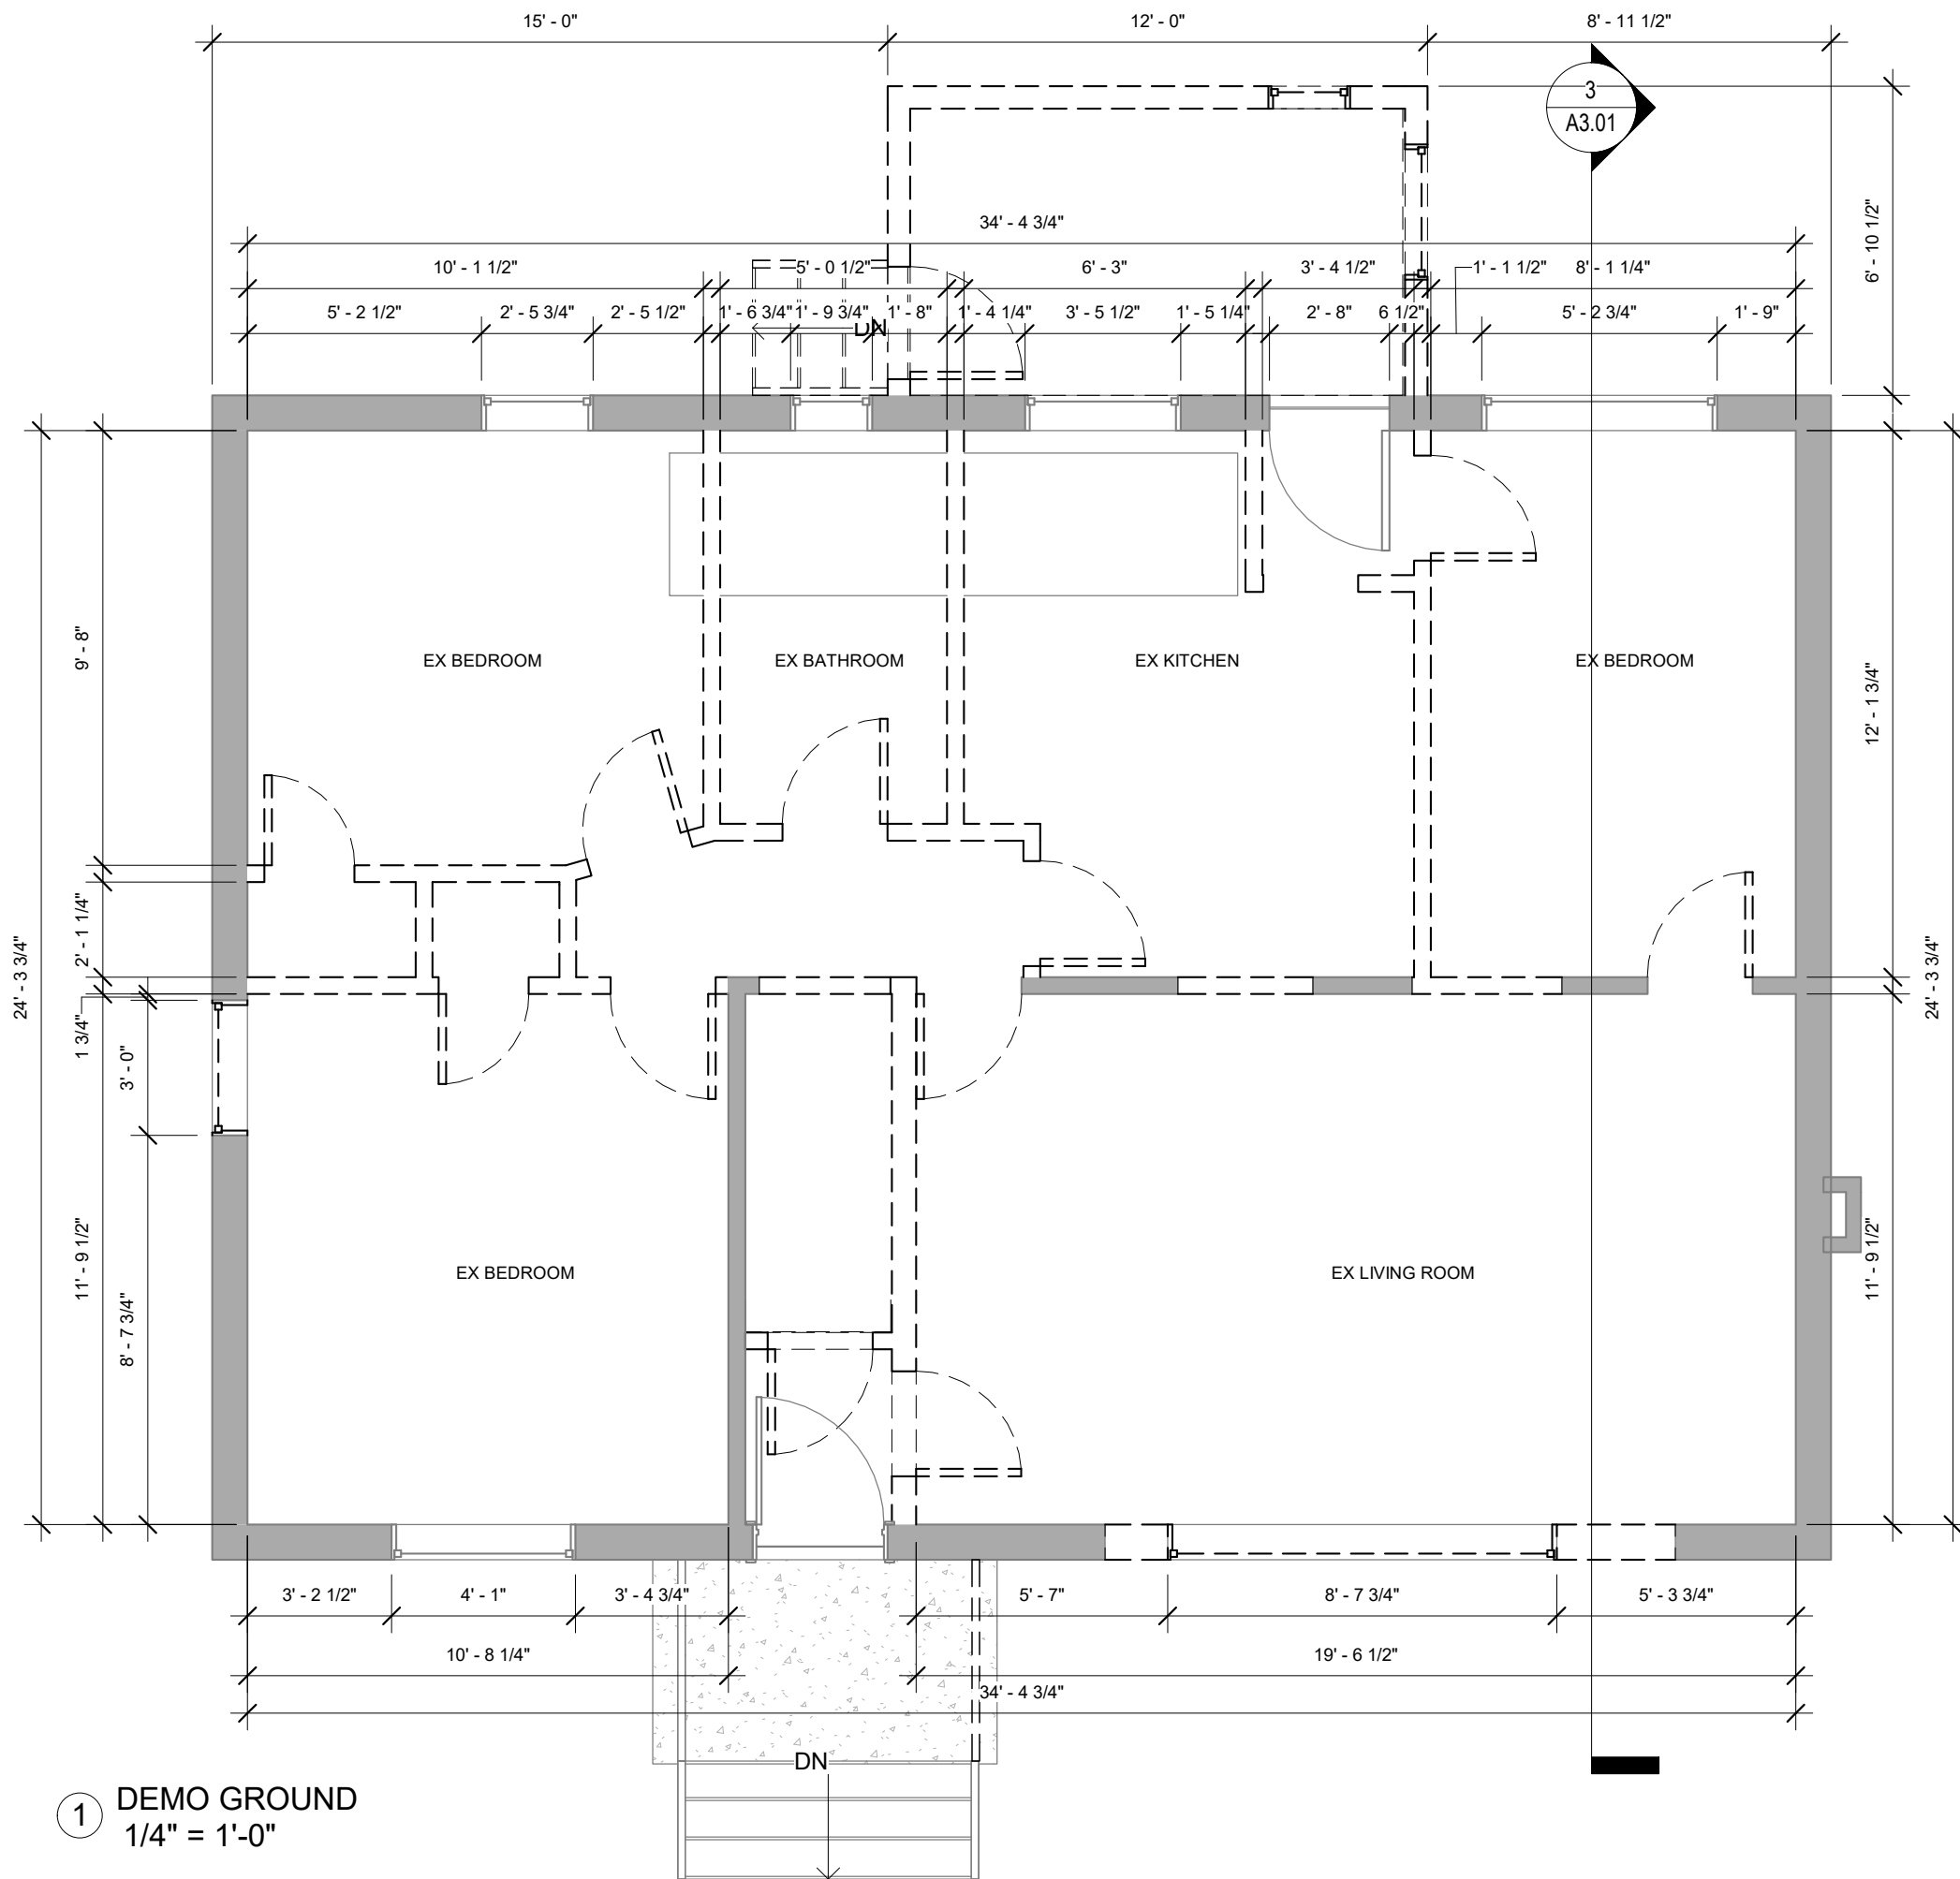 15' - 0"
12' - 0"
8' - 11 1/2"
3
A3.01
6' - 10 1/2"
34' - 4 3/4"
10' - 1 1/2"
5' - 0 1/2"
6' - 3"
3' - 4 1/2"
1' - 1 1/2"
8' - 1 1/4"
5' - 2 1/2"
2' - 5 3/4"
2' - 5 1/2"
1' - 6 3/4"
1' - 9 3/4"
1' - 8"
1' - 4 1/4"
3' - 5 1/2"
1' - 5 1/4"
2' - 8"
6 1/2"
5' - 2 3/4"
1' - 9"
DN
9' - 8"
EX BEDROOM
EX BATHROOM
EX KITCHEN
EX BEDROOM
12' - 1 3/4"
2' - 1 1/4"
24' - 3 3/4"
24' - 3 3/4"
1 3/4"
3' - 0"
11' - 9 1/2"
8' - 7 3/4"
EX BEDROOM
EX LIVING ROOM
11' - 9 1/2"
3' - 2 1/2"
4' - 1"
3' - 4 3/4"
5' - 7"
8' - 7 3/4"
5' - 3 3/4"
10' - 8 1/4"
19' - 6 1/2"
34' - 4 3/4"
DN
1
DEMO GROUND
1/4" = 1'-0"